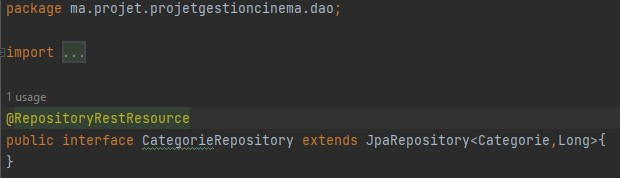 package ma.projet.projetgestioncinema.dao;
import ...
1 usage
@RepositoryRestResource
public interface CategorieRepository extends JpaRepository<Categorie,Long>{
}